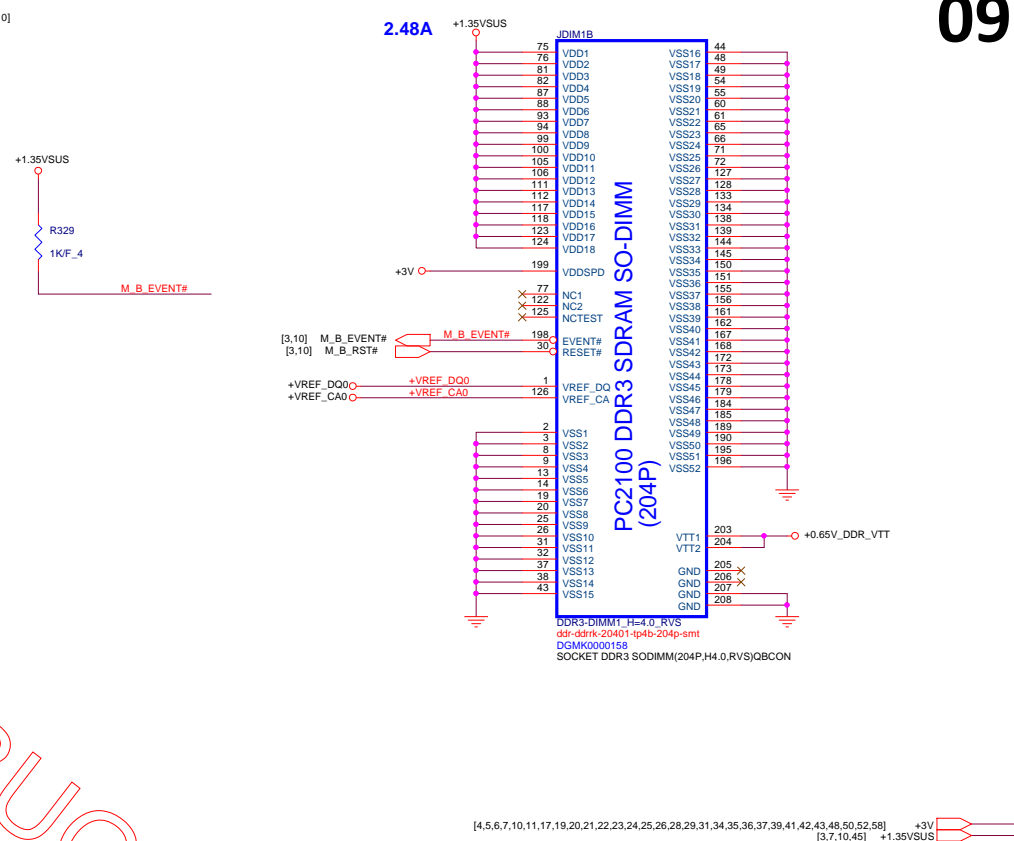 0]
2.48A
+1.35VSUS
09
JDIM1B
75 VDD1 VSS16 44
76 VDD2 VSS17 48
81 VDD3 VSS18 49
82 VDD4 VSS19 54
87 VDD5 VSS20 55
88 VDD6 VSS21 60
93 VDD7 VSS22 61
94 VDD8 VSS23 65
99 VDD9 VSS24 66
100 VDD10 VSS25 71
105 VDD11 VSS26 72
106 VDD12 VSS27 127
111 VDD13 VSS28 128
112 VDD14 VSS29 133
117 VDD15 VSS30 134
118 VDD16 VSS31 138
123 VDD17 VSS32 139
124 VDD18 VSS33 144
VSS34 145
+3V 199 VDDSPD VSS35 150
VSS36 151
77 NC1 VSS37 155
122 NC2 VSS38 156
125 NCTEST VSS39 161
VSS40 162
[3,10] M_B_EVENT# M_B_EVENT# 198 EVENT# VSS41 167
[3,10] M_B_RST# 30 RESET# VSS42 168
VSS43 172
VSS44 173
+VREF_DQ0 +VREF_DQ0 1 VREF_DQ VSS45 178
+VREF_CA0 +VREF_CA0 126 VREF_CA VSS46 179
VSS47 184
VSS48 185
2 VSS1 VSS49 189
3 VSS2 VSS50 190
8 VSS3 VSS51 195
9 VSS4 VSS52 196
13 VSS5
14 VSS6
19 VSS7
20 VSS8
25 VSS9
26 VSS10 VTT1 203 +0.65V_DDR_VTT
31 VSS11 VTT2 204
32 VSS12
37 VSS13 GND 205
38 VSS14 GND 206
43 VSS15 GND 207
GND 208
PC2100 DDR3 SDRAM SO-DIMM
(204P)
DDR3-DIMM1_H=4.0_RVS
ddr-ddrrk-20401-tp4b-204p-smt
DGMK0000158
SOCKET DDR3 SODIMM(204P,H4.0,RVS)QBCON
+1.35VSUS
R329
1K/F_4
M_B_EVENT#
[4,5,6,7,10,11,17,19,20,21,22,23,24,25,26,28,29,31,34,35,36,37,39,41,42,43,48,50,52,58] +3V
[3,7,10,45] +1.35VSUS